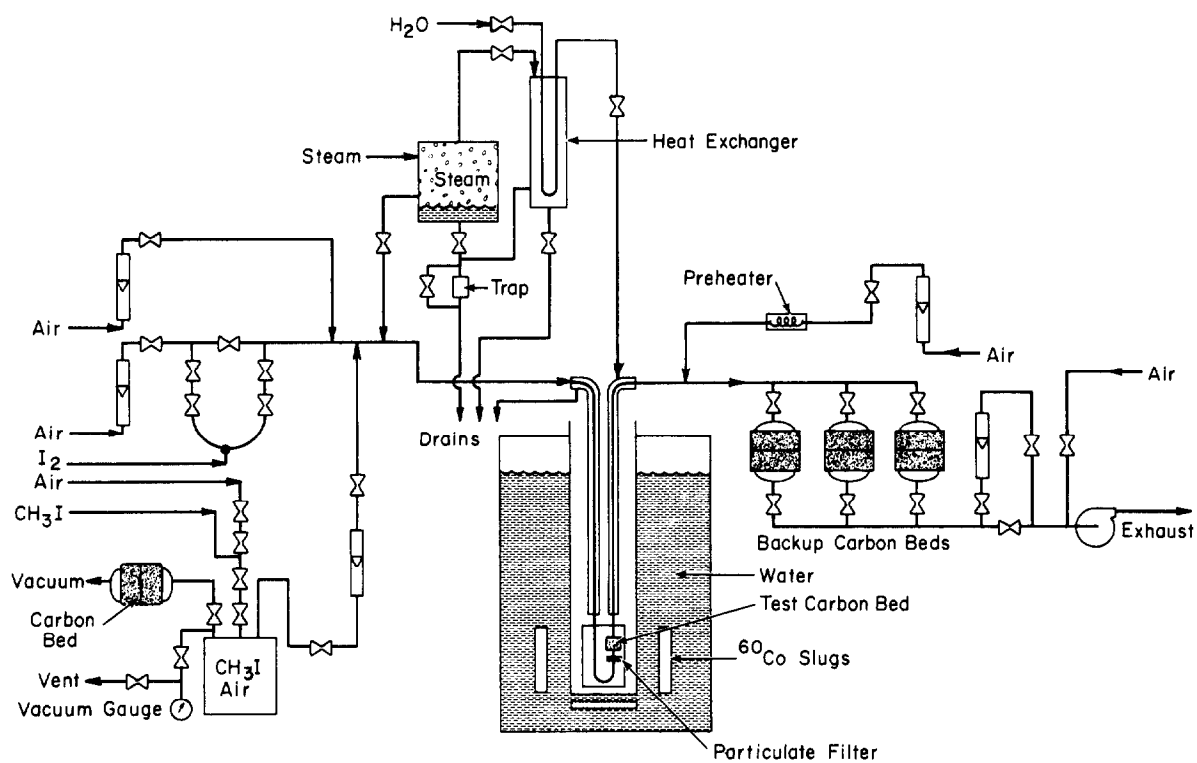 H2O
Heat Exchanger
Steam
Steam
Trap
Preheater
Air
Air
Air
Air
I2
Air
CH3I
Drains
Vacuum
Carbon
Bed
CH3I
Air
Vent
Vacuum Gauge
Backup Carbon Beds
Exhaust
Water
Test Carbon Bed
60Co Slugs
Particulate Filter